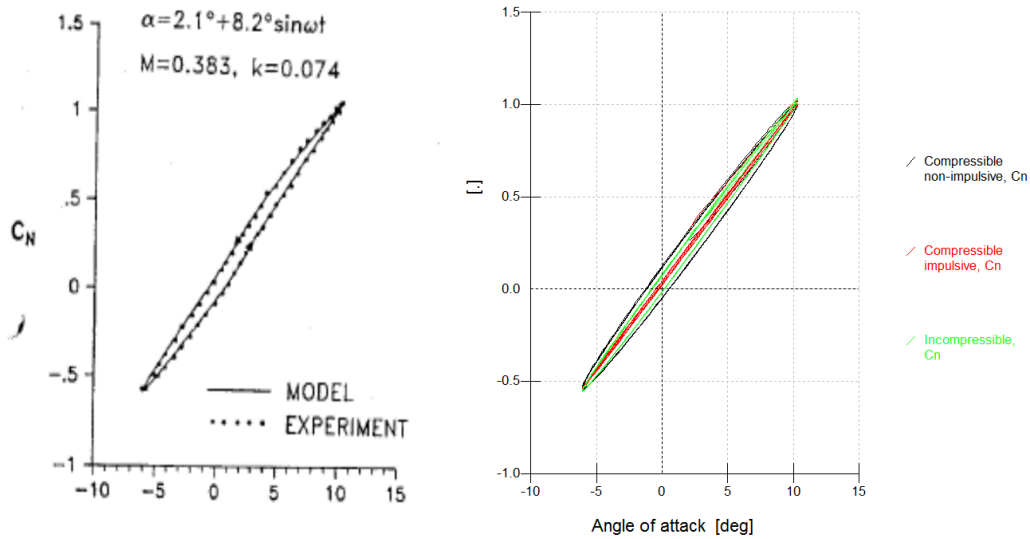 α=2.1°+8.2°sinωt
M=0.383, k=0.074
1.5
1
.5
0
-.5
-1
C_N
-10 -5 0 5 10 15
MODEL
EXPERIMENT
1.5
1.0
0.5
0.0
-0.5
-1.0
[.]
-10 -5 0 5 10 15
Angle of attack [deg]
Compressible
non-impulsive, Cn
Compressible
impulsive, Cn
Incompressible,
Cn